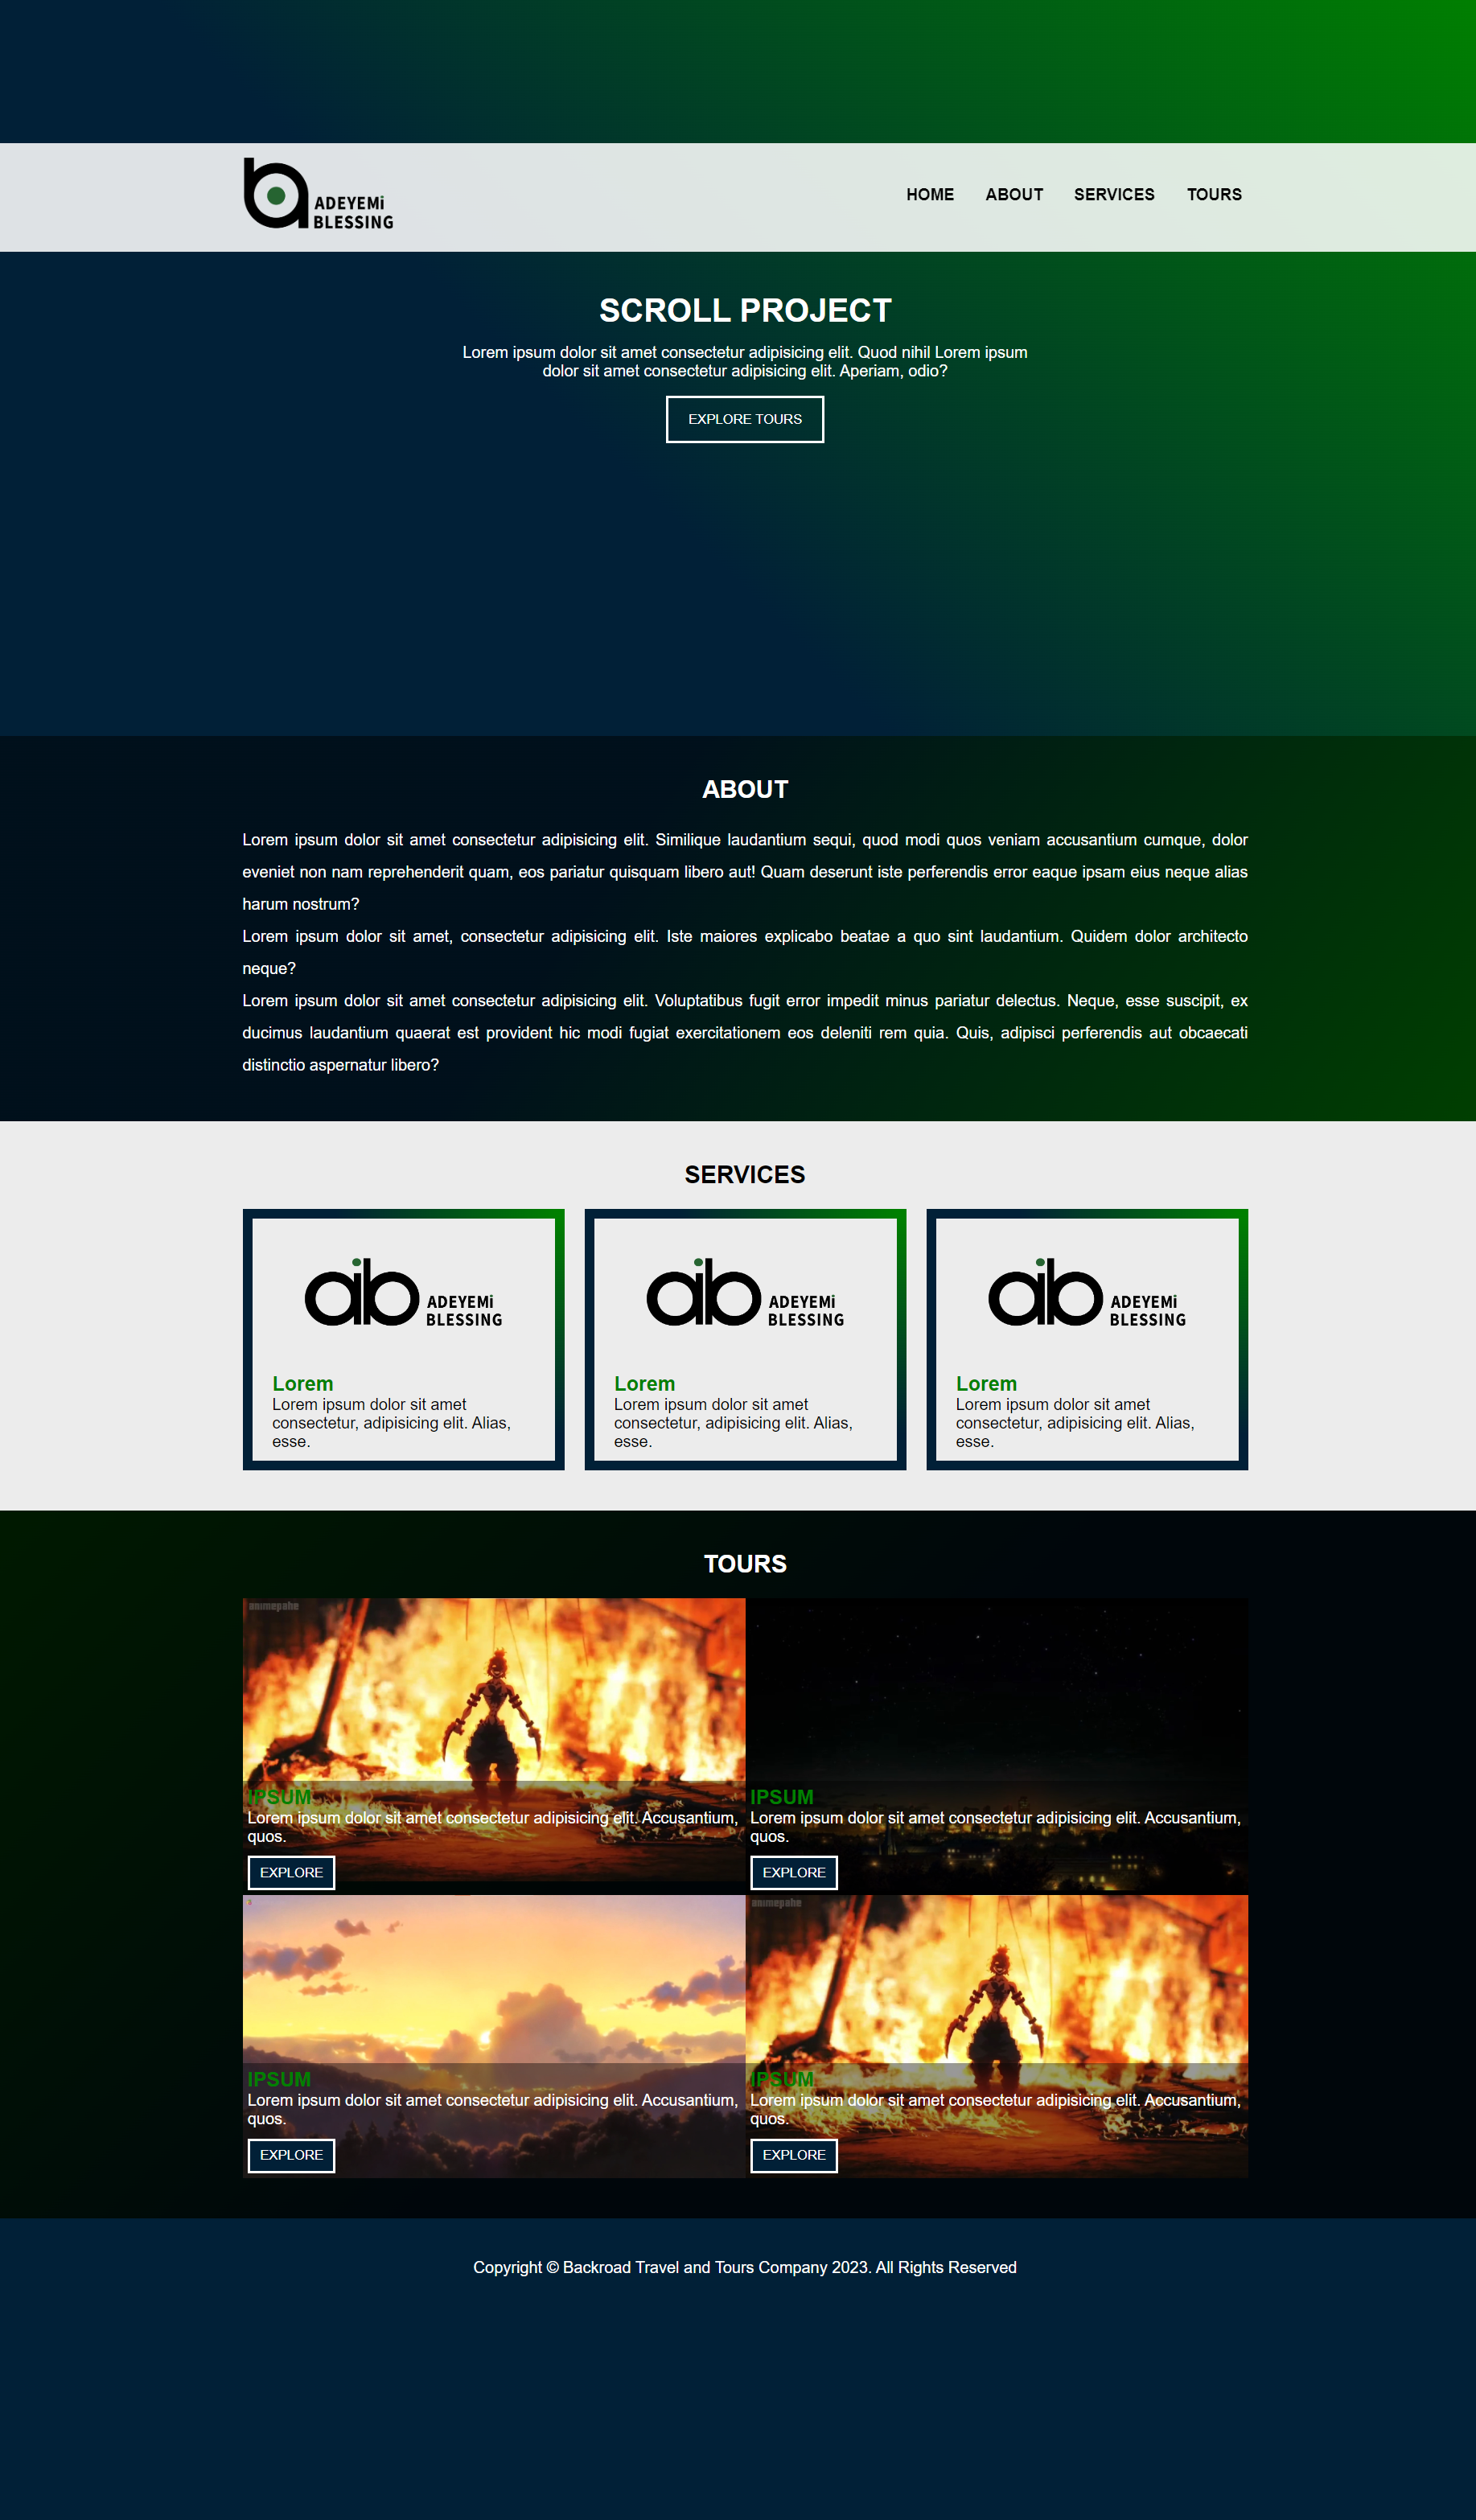 ADEYEMi
BLESSING
HOME ABOUT SERVICES TOURS
SCROLL PROJECT
Lorem ipsum dolor sit amet consectetur adipisicing elit. Quod nihil Lorem ipsum
dolor sit amet consectetur adipisicing elit. Aperiam, odio?
EXPLORE TOURS
ABOUT
Lorem ipsum dolor sit amet consectetur adipisicing elit. Similique laudantium sequi, quod modi quos veniam accusantium cumque, dolor
eveniet non nam reprehenderit quam, eos pariatur quisquam libero aut! Quam deserunt iste perferendis error eaque ipsam eius neque alias
harum nostrum?
Lorem ipsum dolor sit amet, consectetur adipisicing elit. Iste maiores explicabo beatae a quo sint laudantium. Quidem dolor architecto
neque?
Lorem ipsum dolor sit amet consectetur adipisicing elit. Voluptatibus fugit error impedit minus pariatur delectus. Neque, esse suscipit, ex
ducimus laudantium quaerat est provident hic modi fugiat exercitationem eos deleniti rem quia. Quis, adipisci perferendis aut obcaecati
distinctio aspernatur libero?
SERVICES
ab ADEYEMi
BLESSING
Lorem
Lorem ipsum dolor sit amet
consectetur, adipisicing elit. Alias,
esse.
ab ADEYEMi
BLESSING
Lorem
Lorem ipsum dolor sit amet
consectetur, adipisicing elit. Alias,
esse.
ab ADEYEMi
BLESSING
Lorem
Lorem ipsum dolor sit amet
consectetur, adipisicing elit. Alias,
esse.
TOURS
animepahe
IPSUM
Lorem ipsum dolor sit amet consectetur adipisicing elit. Accusantium,
quos.
EXPLORE
IPSUM
Lorem ipsum dolor sit amet consectetur adipisicing elit. Accusantium,
quos.
EXPLORE
IPSUM
Lorem ipsum dolor sit amet consectetur adipisicing elit. Accusantium,
quos.
EXPLORE
animepahe
IPSUM
Lorem ipsum dolor sit amet consectetur adipisicing elit. Accusantium,
quos.
EXPLORE
Copyright © Backroad Travel and Tours Company 2023. All Rights Reserved